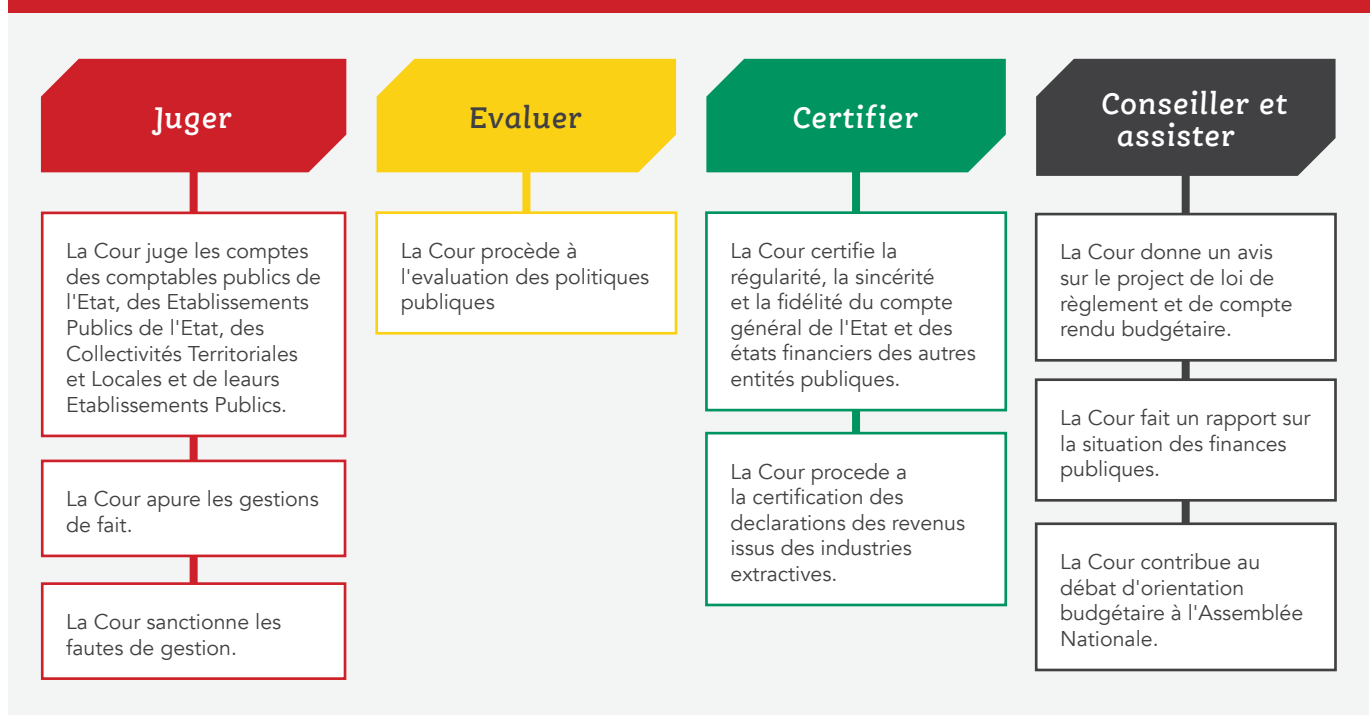 Juger
La Cour juge les comptes
des comptables publics de
l'Etat, des Etablissements
Publics de l'Etat, des
Collectivités Territoriales
et Locales et de leaurs
Etablissements Publics.
La Cour apure les gestions
de fait.
La Cour sanctionne les
fautes de gestion.
Evaluer
La Cour procède à
l'evaluation des politiques
publiques
Certifier
La Cour certifie la
régularité, la sincérité
et la fidélité du compte
général de l'Etat et des
états financiers des autres
entités publiques.
La Cour procede a
la certification des
declarations des revenus
issus des industries
extractives.
Conseiller et
assister
La Cour donne un avis
sur le project de loi de
règlement et de compte
rendu budgétaire.
La Cour fait un rapport sur
la situation des finances
publiques.
La Cour contribue au
débat d'orientation
budgétaire à l'Assemblée
Nationale.